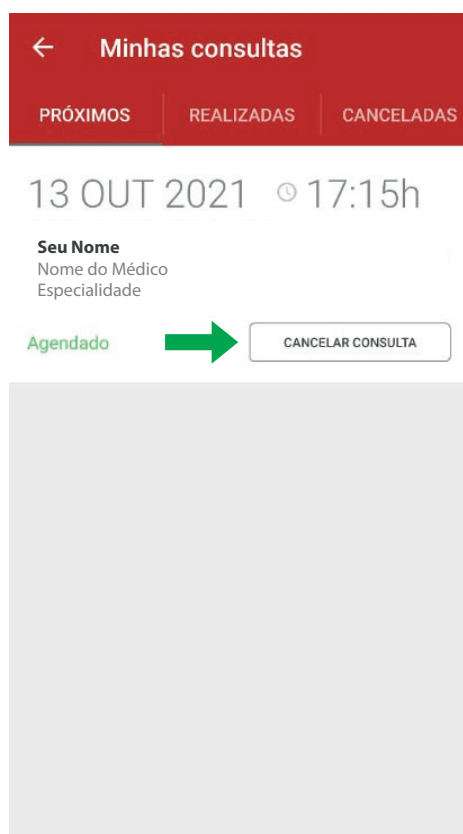 Minhas consultas
PRÓXIMOS REALIZADAS CANCELADAS
13 OUT 2021 17:15h
Seu Nome
Nome do Médico
Especialidade
Agendado CANCELAR CONSULTA